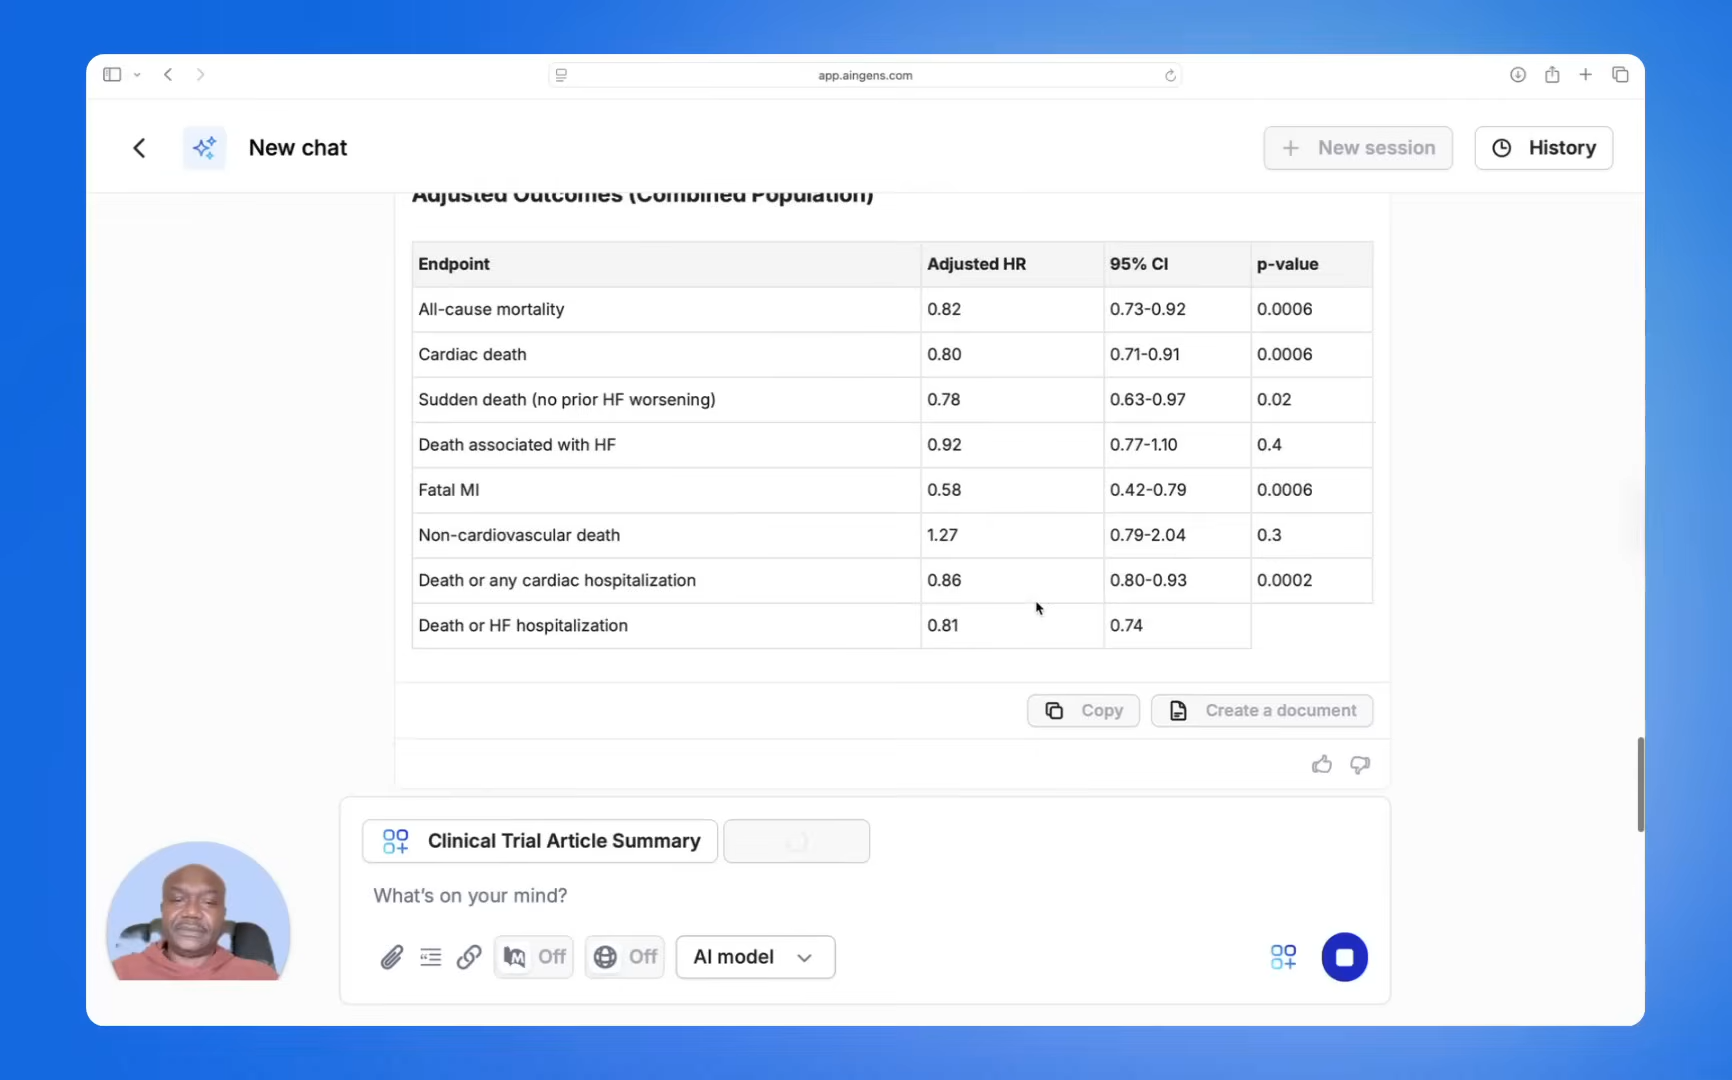 app.aingens.com
New chat
New session
History
Adjusted Outcomes (Combined Population)
Endpoint Adjusted HR 95% CI p-value
All-cause mortality 0.82 0.73-0.92 0.0006
Cardiac death 0.80 0.71-0.91 0.0006
Sudden death (no prior HF worsening) 0.78 0.63-0.97 0.02
Death associated with HF 0.92 0.77-1.10 0.4
Fatal MI 0.58 0.42-0.79 0.0006
Non-cardiovascular death 1.27 0.79-2.04 0.3
Death or any cardiac hospitalization 0.86 0.80-0.93 0.0002
Death or HF hospitalization 0.81 0.74
Copy
Create a document
Clinical Trial Article Summary
What's on your mind?
Off
Off
AI model